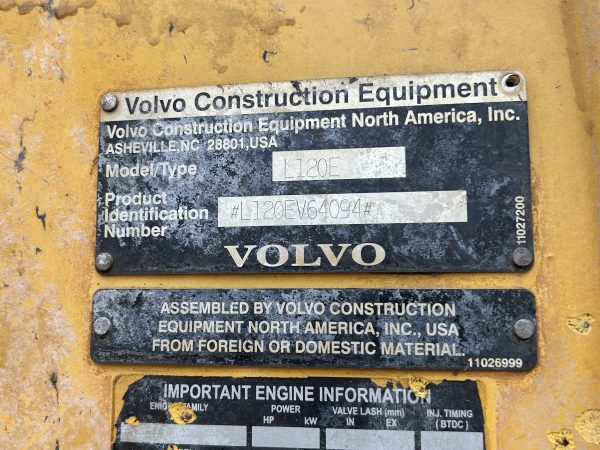 Volvo Construction Equipment
Volvo Construction Equipment North America, Inc.
ASHEVILLE, NC 28801, USA
Model/Type L120E
Product
Identification #L120EV64094#
Number
VOLVO
11027200
ASSEMBLED BY VOLVO CONSTRUCTION
EQUIPMENT NORTH AMERICA, INC., USA
FROM FOREIGN OR DOMESTIC MATERIAL.
11026999
IMPORTANT ENGINE INFORMATION
FAMILY POWER VALVE LASH (mm) INJ. TIMING
HP kW IN EX (BTDC)